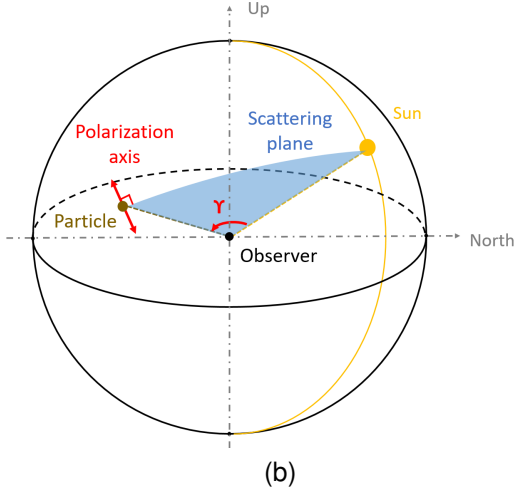 Up
Sun
Scattering
plane
Polarization
axis
Particle
ϒ
North
Observer
(b)